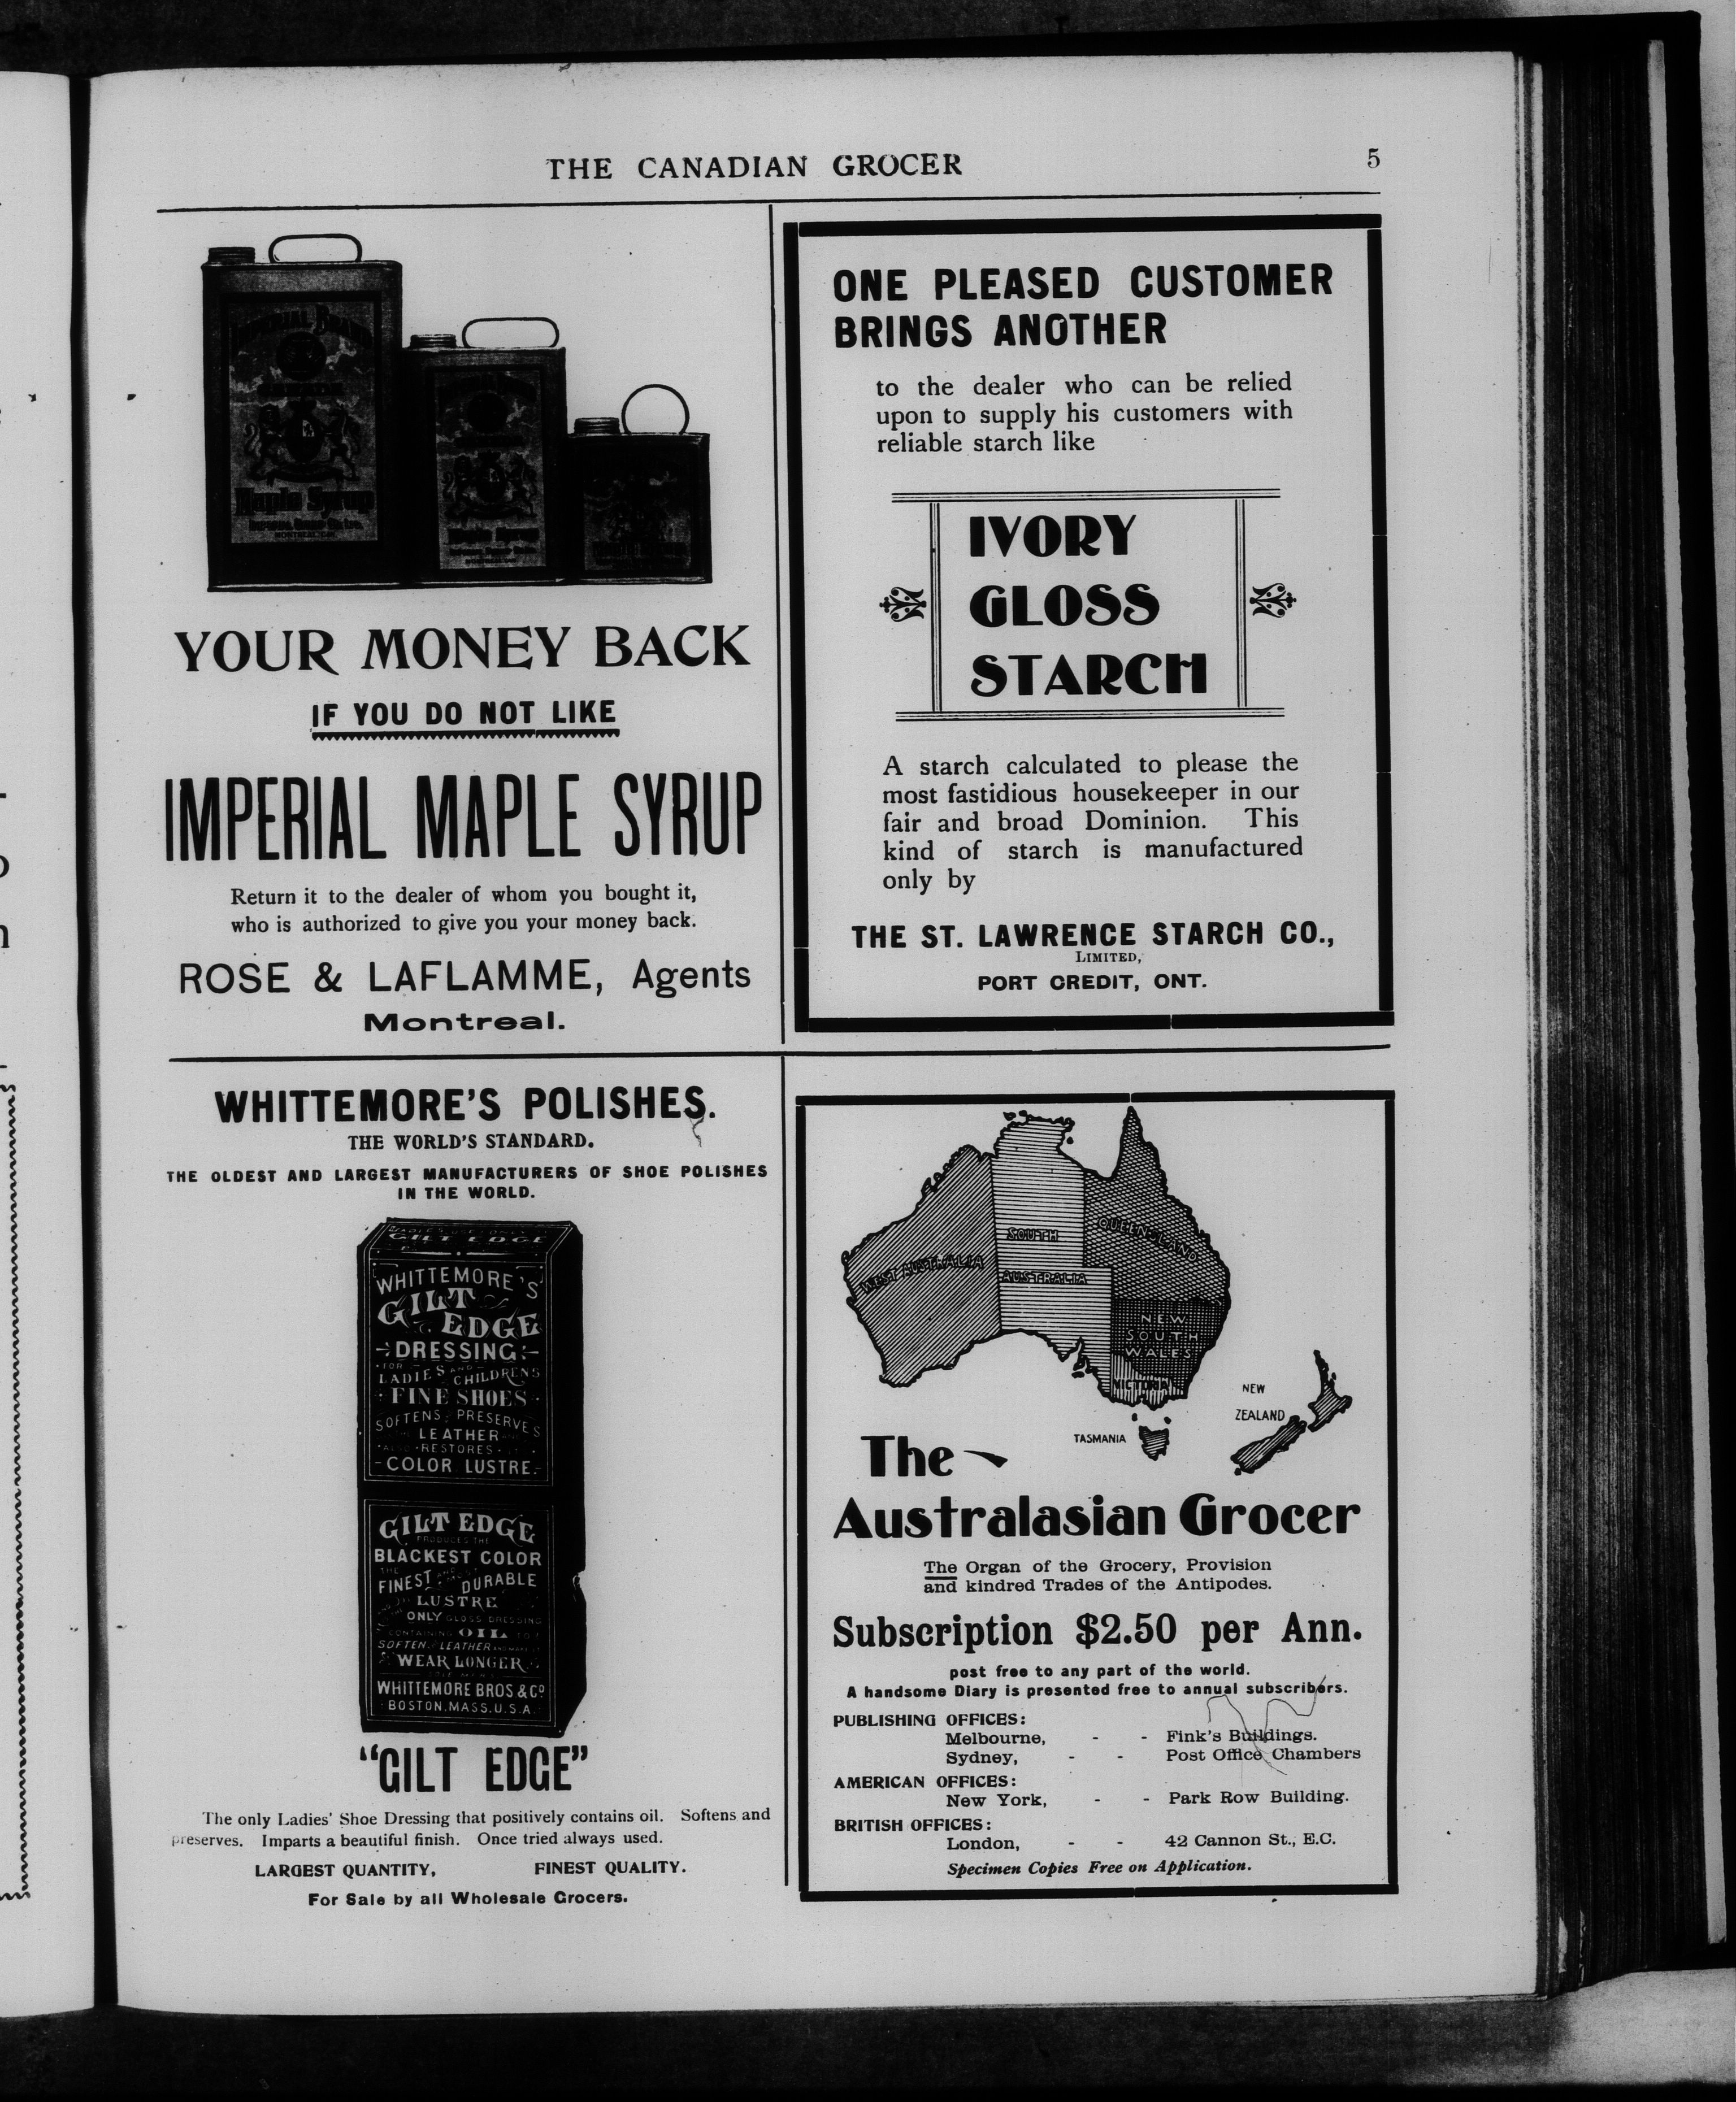 THE CANADIAN GROCER
5
Maple Syrup
YOUR MONEY BACK
IF YOU DO NOT LIKE
IMPERIAL MAPLE SYRUP
Return it to the dealer of whom you bought it,
who is authorized to give you your money back.
ROSE & LAFLAMME, Agents
Montreal.
ONE PLEASED CUSTOMER
BRINGS ANOTHER
to the dealer who can be relied
upon to supply his customers with
reliable starch like
IVORY
GLOSS
STARCH
A starch calculated to please the
most fastidious housekeeper in our
fair and broad Dominion. This
kind of starch is manufactured
only by
THE ST. LAWRENCE STARCH CO.,
LIMITED,
PORT CREDIT, ONT.
WHITTEMORE'S POLISHES.
THE WORLD'S STANDARD.
THE OLDEST AND LARGEST MANUFACTURERS OF SHOE POLISHES
IN THE WORLD.
GILT EDGE
WHITTEMORE'S
GILT
EDGE
DRESSING
FOR
LADIES AND CHILDRENS
FINE SHOES
SOFTENS PRESERVES
LEATHER
ALSO RESTORES
COLOR LUSTRE
GILT EDGE
PRODUCES THE
BLACKEST COLOR
FINEST DURABLE
LUSTRE
ONLY GLOSS DRESSING
CONTAINING OIL TO
SOFTEN LEATHER AND MAKE IT
WEAR LONGER
WHITTEMORE BROS & CO
BOSTON, MASS. U.S.A.
"GILT EDGE"
The only Ladies' Shoe Dressing that positively contains oil. Softens and
preserves. Imparts a beautiful finish. Once tried always used.
LARGEST QUANTITY, FINEST QUALITY.
For Sale by all Wholesale Grocers.
WEST AUSTRALIA
SOUTH
AUSTRALIA
QUEENSLAND
NEW
SOUTH
WALES
VICTORIA
TASMANIA
NEW
ZEALAND
The
Australasian Grocer
The Organ of the Grocery, Provision
and kindred Trades of the Antipodes.
Subscription $2.50 per Ann.
post free to any part of the world.
A handsome Diary is presented free to annual subscribers.
PUBLISHING OFFICES:
Melbourne, - - Fink's Buildings.
Sydney, - - Post Office Chambers
AMERICAN OFFICES:
New York, - - Park Row Building.
BRITISH OFFICES:
London, - - 42 Cannon St., E.C.
Specimen Copies Free on Application.